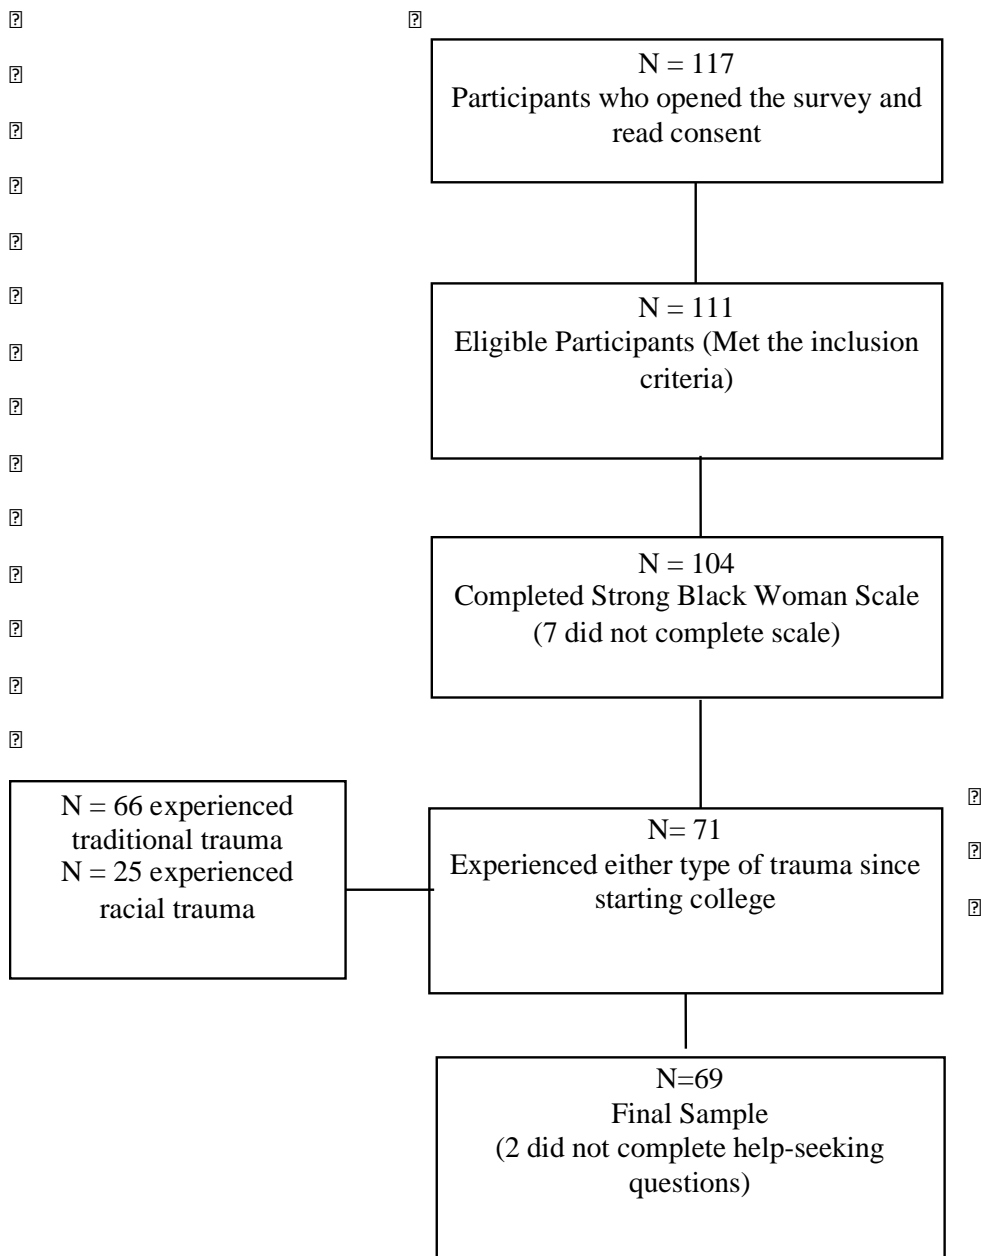 N = 117
Participants who opened the survey and
read consent
N = 111
Eligible Participants (Met the inclusion
criteria)
N = 104
Completed Strong Black Woman Scale
(7 did not complete scale)
N = 66 experienced
traditional trauma
N = 25 experienced
racial trauma
N= 71
Experienced either type of trauma since
starting college
N=69
Final Sample
(2 did not complete help-seeking
questions)